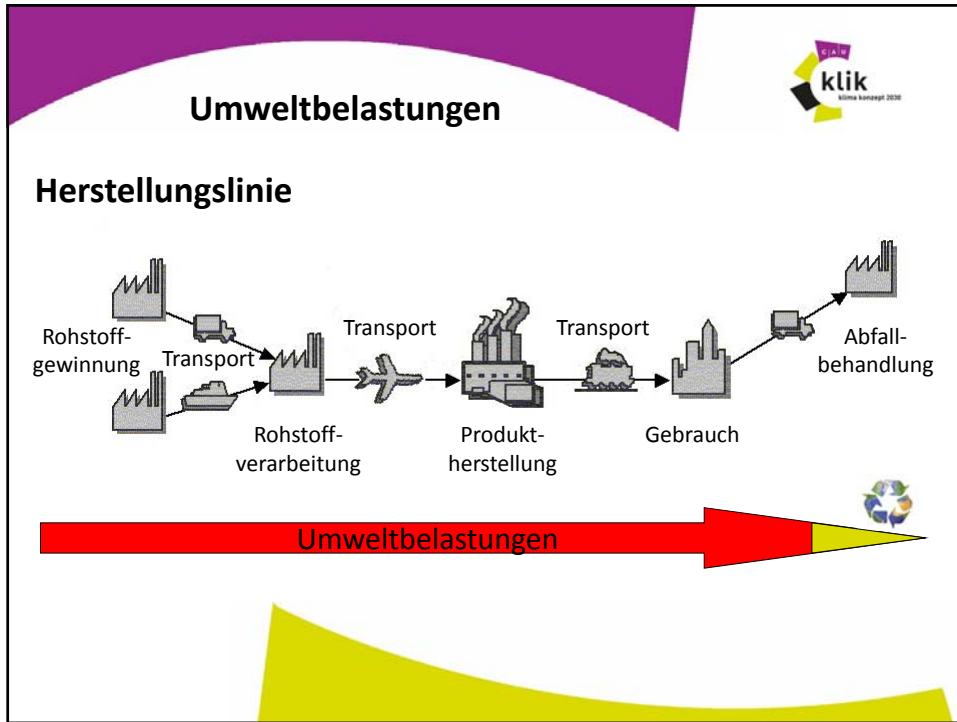 Umweltbelastungen
CAU
klik
klima konzept 2030
Herstellungslinie
Rohstoff-
gewinnung
Transport
Rohstoff-
verarbeitung
Transport
Produkt-
herstellung
Transport
Gebrauch
Abfall-
behandlung
Umweltbelastungen